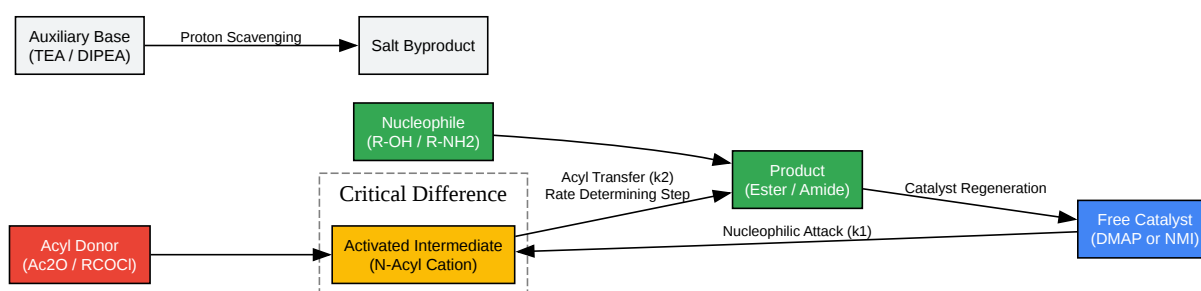 Auxiliary Base
(TEA / DIPEA)
Proton Scavenging
Salt Byproduct
Nucleophile
(R-OH / R-NH2)
Critical Difference
Acyl Transfer (k2)
Rate Determining Step
Product
(Ester / Amide)
Catalyst Regeneration
Acyl Donor
(Ac2O / RCOCl)
Activated Intermediate
(N-Acyl Cation)
Nucleophilic Attack (k1)
Free Catalyst
(DMAP or NMI)